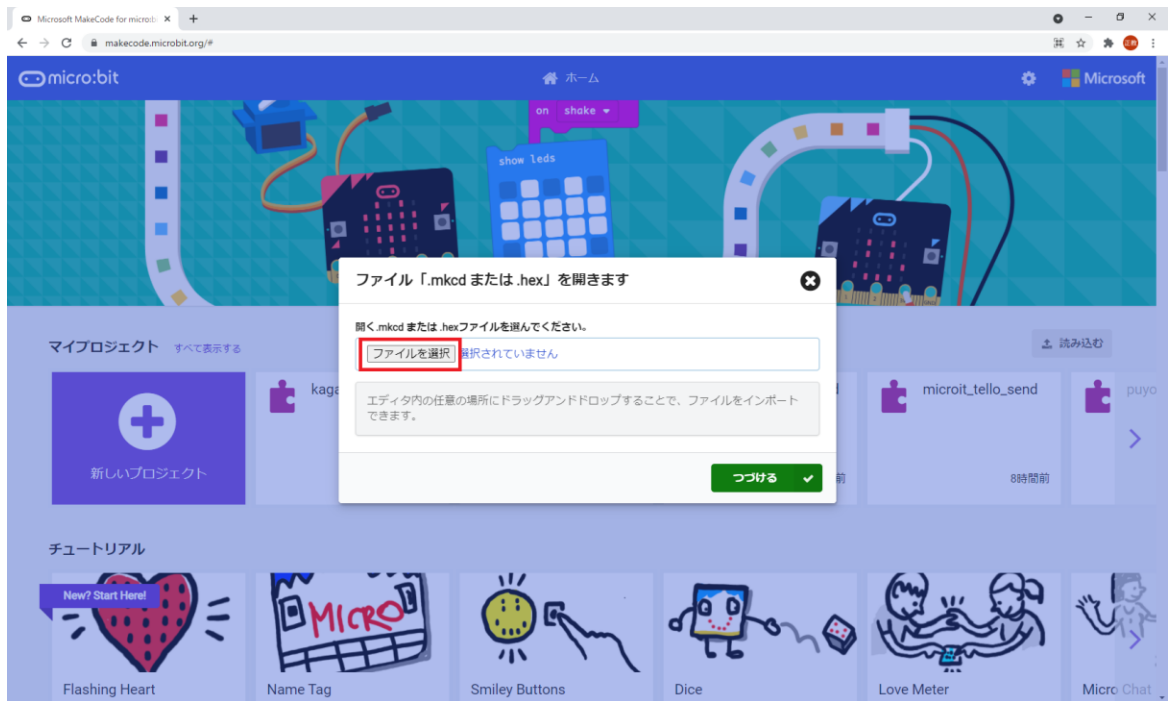 Microsoft MakeCode for micro:bi
makecode.microbit.org/#
micro:bit
ホーム
Microsoft
on shake
show leds
ファイル「.mkcd または .hex」を開きます
開く.mkcd または .hexファイルを選んでください。
ファイルを選択 選択されていません
エディタ内の任意の場所にドラッグアンドドロップすることで、ファイルをインポート
できます。
つづける
マイプロジェクト すべて表示する
読み込む
新しいプロジェクト
kaga
microit_tello_send
puyo
前
8時間前
チュートリアル
New? Start Here!
MICRO
Flashing Heart
Name Tag
Smiley Buttons
Dice
Love Meter
Micro Chat